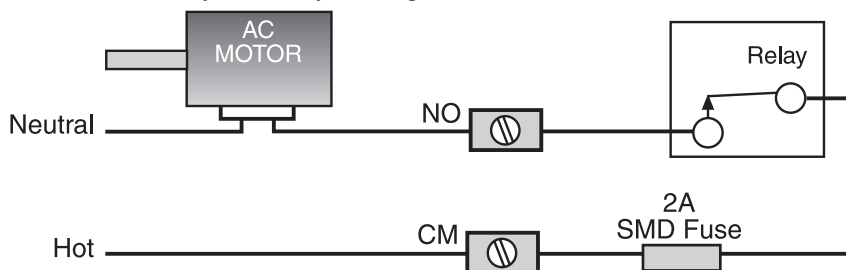 AC
MOTOR
Relay
Neutral
NO
2A
SMD Fuse
Hot
CM